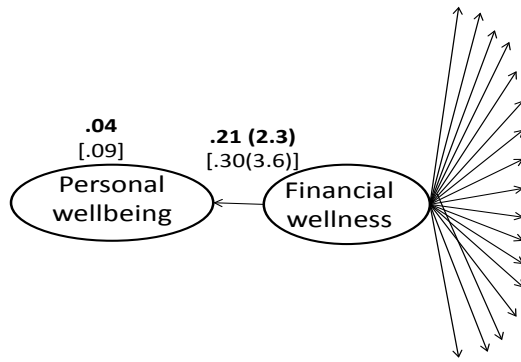 .04
[.09]
.21 (2.3)
[.30(3.6)]
Personal
wellbeing
Financial
wellness